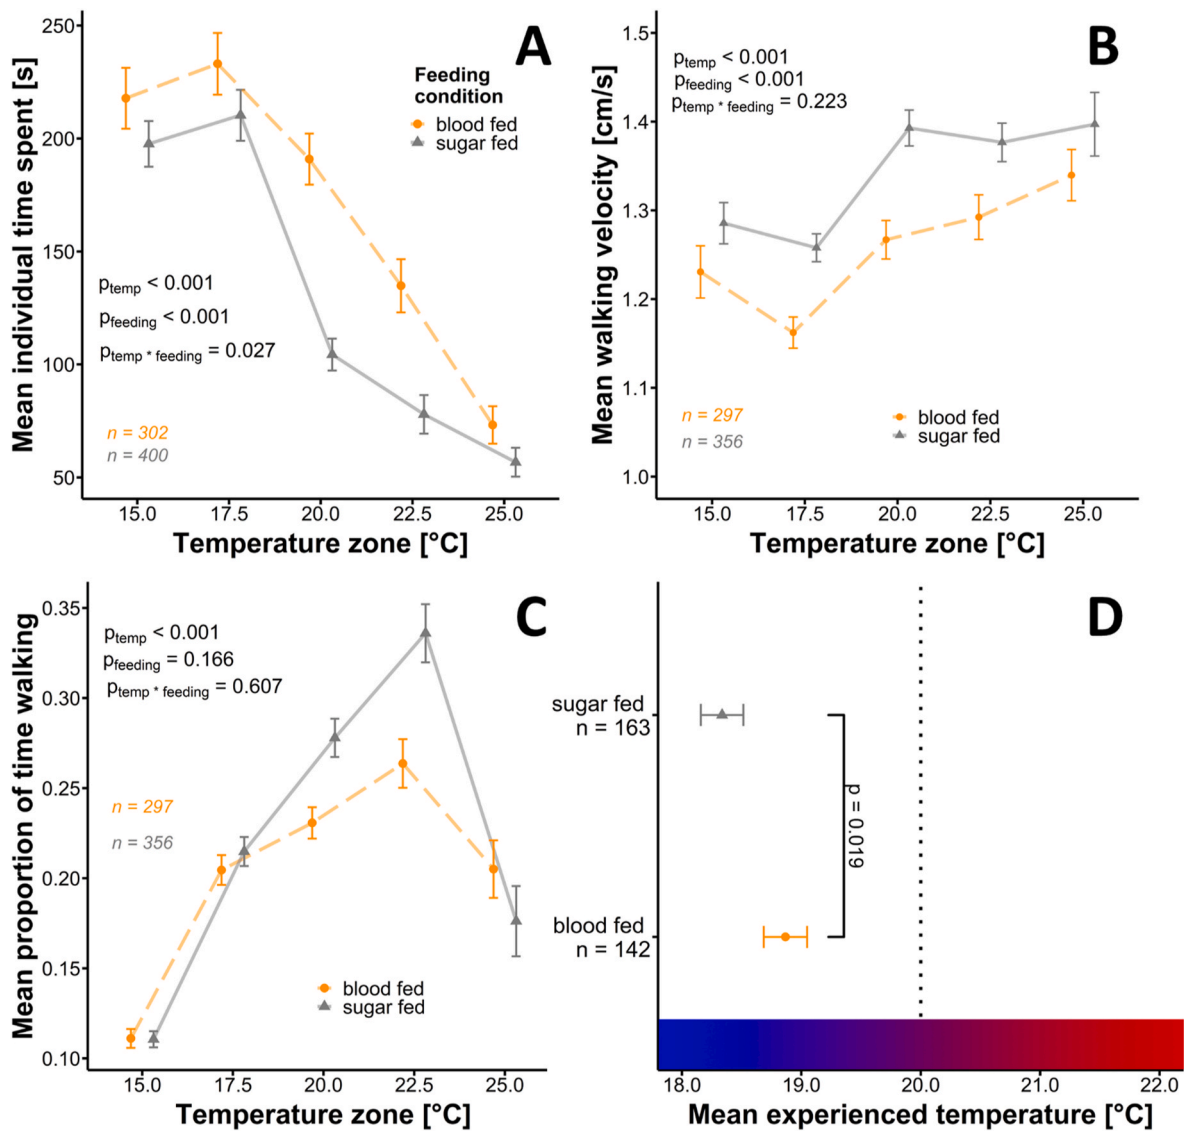 A
Mean individual time spent [s]
250
200
150
100
50
Feeding
condition
blood fed
sugar fed
ptemp < 0.001
pfeeding < 0.001
ptemp * feeding = 0.027
n = 302
n = 400
15.0 17.5 20.0 22.5 25.0
Temperature zone [°C]
B
Mean walking velocity [cm/s]
1.5
1.4
1.3
1.2
1.1
1.0
ptemp < 0.001
pfeeding < 0.001
ptemp * feeding = 0.223
n = 297
n = 356
blood fed
sugar fed
15.0 17.5 20.0 22.5 25.0
Temperature zone [°C]
C
Mean proportion of time walking
0.35
0.30
0.25
0.20
0.15
0.10
ptemp < 0.001
pfeeding = 0.166
ptemp * feeding = 0.607
n = 297
n = 356
blood fed
sugar fed
15.0 17.5 20.0 22.5 25.0
Temperature zone [°C]
D
sugar fed
n = 163
p = 0.019
blood fed
n = 142
18.0 19.0 20.0 21.0 22.0
Mean experienced temperature [°C]